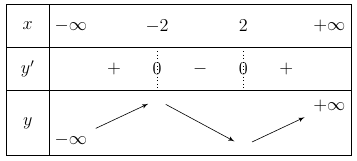 x −∞ −2 2 +∞
y′ + 0 − 0 +
+∞
y
−∞